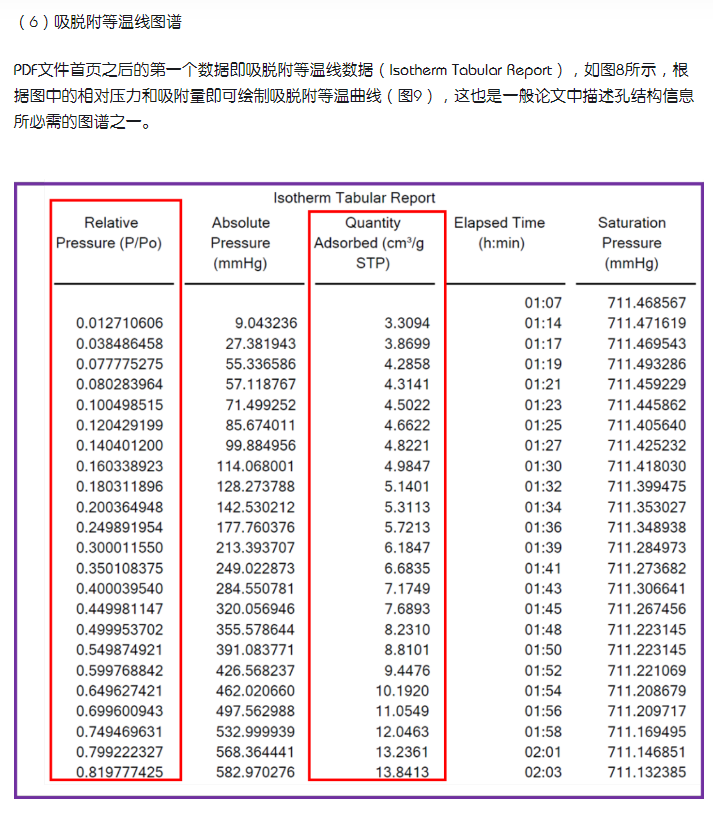 （6）吸脱附等温线图谱
PDF文件首页之后的第一个数据即吸脱附等温线数据（Isotherm Tabular Report），如图8所示，根
据图中的相对压力和吸附量即可绘制吸脱附等温曲线（图9），这也是一般论文中描述孔结构信息
所必需的图谱之一。
Isotherm Tabular Report
Relative Absolute Quantity Elapsed Time Saturation
Pressure (P/Po) Pressure Adsorbed (cm³/g (h:min) Pressure
(mmHg) STP) (mmHg)
01:07 711.468567
0.012710606 9.043236 3.3094 01:14 711.471619
0.038486458 27.381943 3.8699 01:17 711.469543
0.077775275 55.336586 4.2858 01:19 711.493286
0.080283964 57.118767 4.3141 01:21 711.459229
0.100498515 71.499252 4.5022 01:23 711.445862
0.120429199 85.674011 4.6622 01:25 711.405640
0.140401200 99.884956 4.8221 01:27 711.425232
0.160338923 114.068001 4.9847 01:30 711.418030
0.180311896 128.273788 5.1401 01:32 711.399475
0.200364948 142.530212 5.3113 01:34 711.353027
0.249891954 177.760376 5.7213 01:36 711.348938
0.300011550 213.393707 6.1847 01:39 711.284973
0.350108375 249.022873 6.6835 01:41 711.273682
0.400039540 284.550781 7.1749 01:43 711.306641
0.449981147 320.056946 7.6893 01:45 711.267456
0.499953702 355.578644 8.2310 01:48 711.223145
0.549874921 391.083771 8.8101 01:50 711.223145
0.599768842 426.568237 9.4476 01:52 711.221069
0.649627421 462.020660 10.1920 01:54 711.208679
0.699600943 497.562988 11.0549 01:56 711.209717
0.749469631 532.999939 12.0463 01:58 711.169495
0.799222327 568.364441 13.2361 02:01 711.146851
0.819777425 582.970276 13.8413 02:03 711.132385